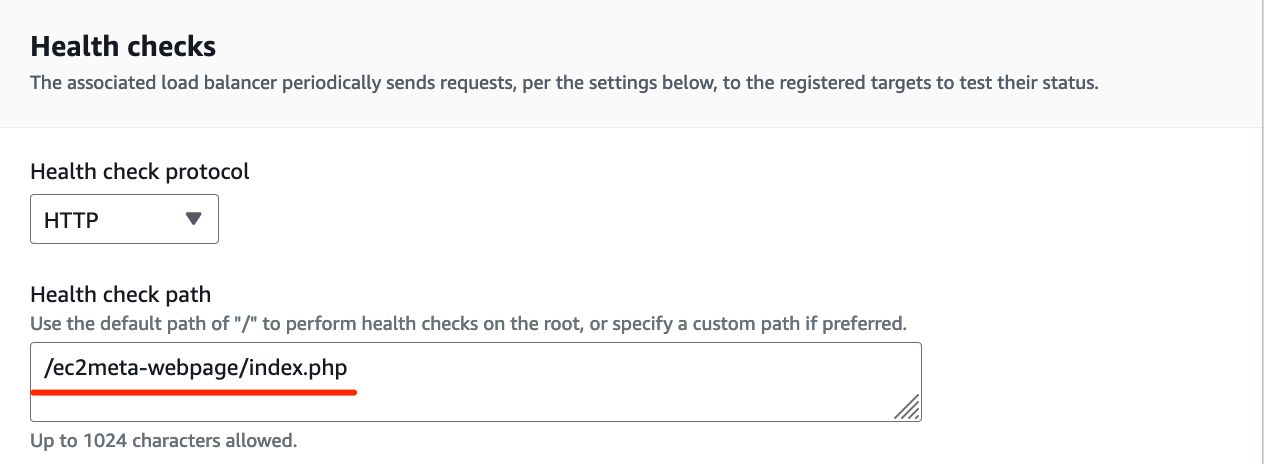 Health checks
The associated load balancer periodically sends requests, per the settings below, to the registered targets to test their status.
Health check protocol
HTTP
Health check path
Use the default path of "/" to perform health checks on the root, or specify a custom path if preferred.
/ec2meta-webpage/index.php
Up to 1024 characters allowed.